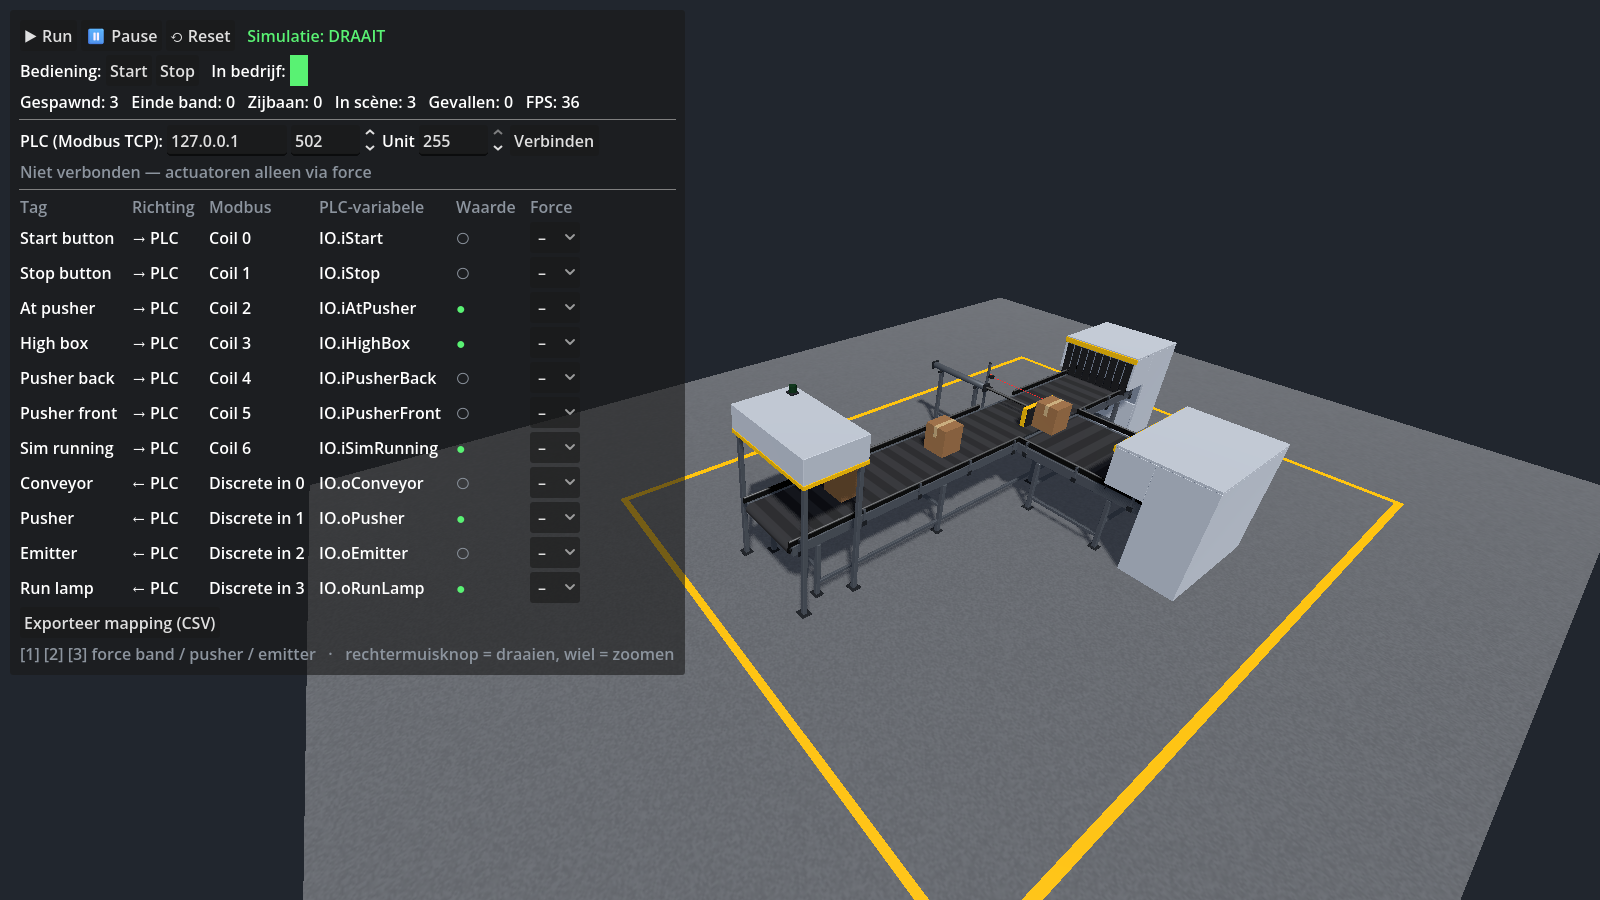 ▶ Run ⏸ Pause ⟲ Reset Simulatie: DRAAIT
Bediening: Start Stop In bedrijf:
Gespawnd: 3 Einde band: 0 Zijbaan: 0 In scène: 3 Gevallen: 0 FPS: 36
PLC (Modbus TCP): 127.0.0.1 502 Unit 255 Verbinden
Niet verbonden — actuatoren alleen via force
Tag Richting Modbus PLC-variabele Waarde Force
Start button → PLC Coil 0 IO.iStart ○ –
Stop button → PLC Coil 1 IO.iStop ○ –
At pusher → PLC Coil 2 IO.iAtPusher ● –
High box → PLC Coil 3 IO.iHighBox ● –
Pusher back → PLC Coil 4 IO.iPusherBack ○ –
Pusher front → PLC Coil 5 IO.iPusherFront ○ –
Sim running → PLC Coil 6 IO.iSimRunning ● –
Conveyor ← PLC Discrete in 0 IO.oConveyor ○ –
Pusher ← PLC Discrete in 1 IO.oPusher ● –
Emitter ← PLC Discrete in 2 IO.oEmitter ○ –
Run lamp ← PLC Discrete in 3 IO.oRunLamp ● –
Exporteer mapping (CSV)
[1] [2] [3] force band / pusher / emitter · rechtermuisknop = draaien, wiel = zoomen